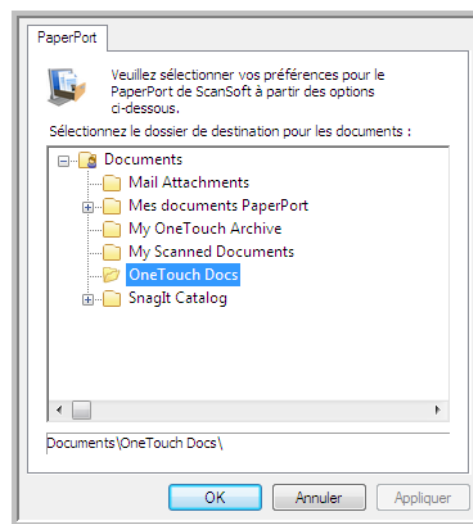 PaperPort
Veuillez sélectionner vos préférences pour le
PaperPort de ScanSoft à partir des options
ci-dessous.
Sélectionnez le dossier de destination pour les documents :
Documents
Mail Attachments
Mes documents PaperPort
My OneTouch Archive
My Scanned Documents
OneTouch Docs
SnagIt Catalog
Documents\OneTouch Docs\
OK Annuler Appliquer